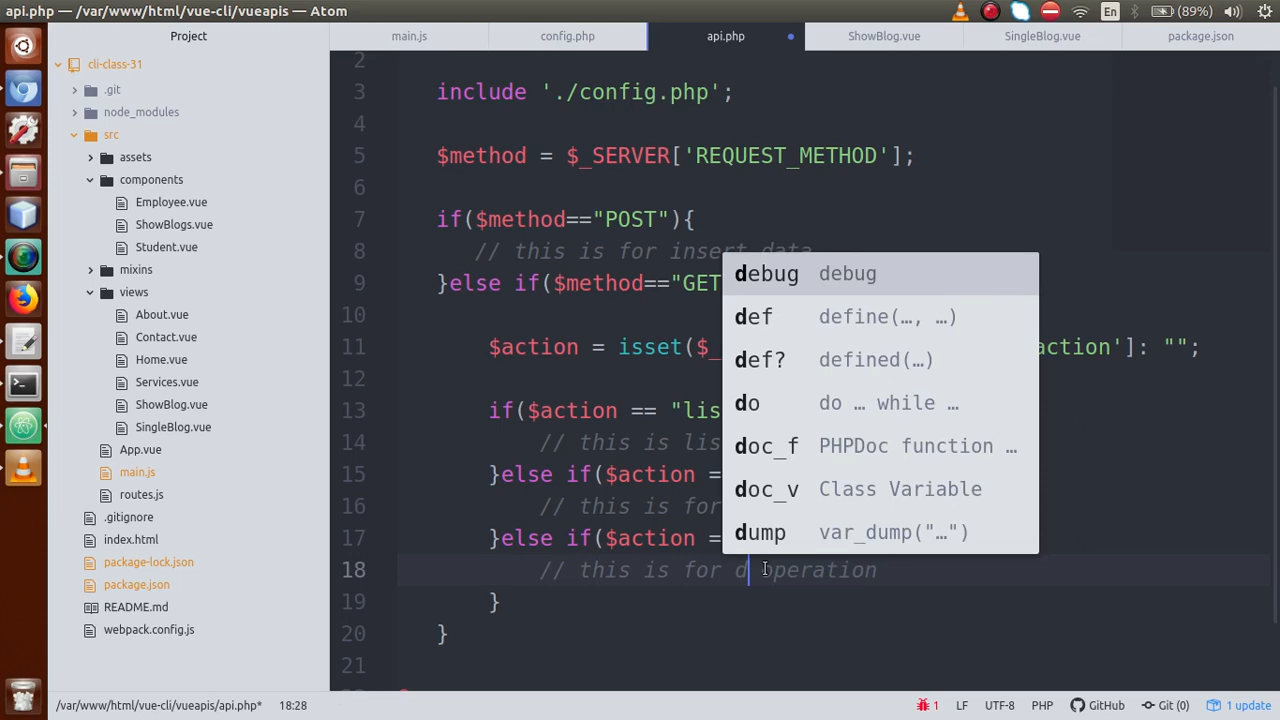 api.php — /var/www/html/vue-cli/vueapis — Atom
En
(89%)
Project
main.js
config.php
api.php
ShowBlog.vue
SingleBlog.vue
package.json
cli-class-31
.git
node_modules
src
assets
components
Employee.vue
ShowBlogs.vue
Student.vue
mixins
views
About.vue
Contact.vue
Home.vue
Services.vue
ShowBlog.vue
SingleBlog.vue
App.vue
main.js
routes.js
.gitignore
index.html
package-lock.json
package.json
README.md
webpack.config.js
2
3 include './config.php';
4
5 $method = $_SERVER['REQUEST_METHOD'];
6
7 if($method=="POST"){
8 // this is for insert data
9 }else if($method=="GET
10
11 $action = isset($_ action']: "";
12
13 if($action == "lis
14 // this is lis
15 }else if($action =
16 // this is for
17 }else if($action =
18 // this is for d operation
19 }
20 }
21
debug debug
def define(…, …)
def? defined(…)
do do … while …
doc_f PHPDoc function …
doc_v Class Variable
dump var_dump("…")
/var/www/html/vue-cli/vueapis/api.php* 18:28
1 LF UTF-8 PHP GitHub Git (0) 1 update